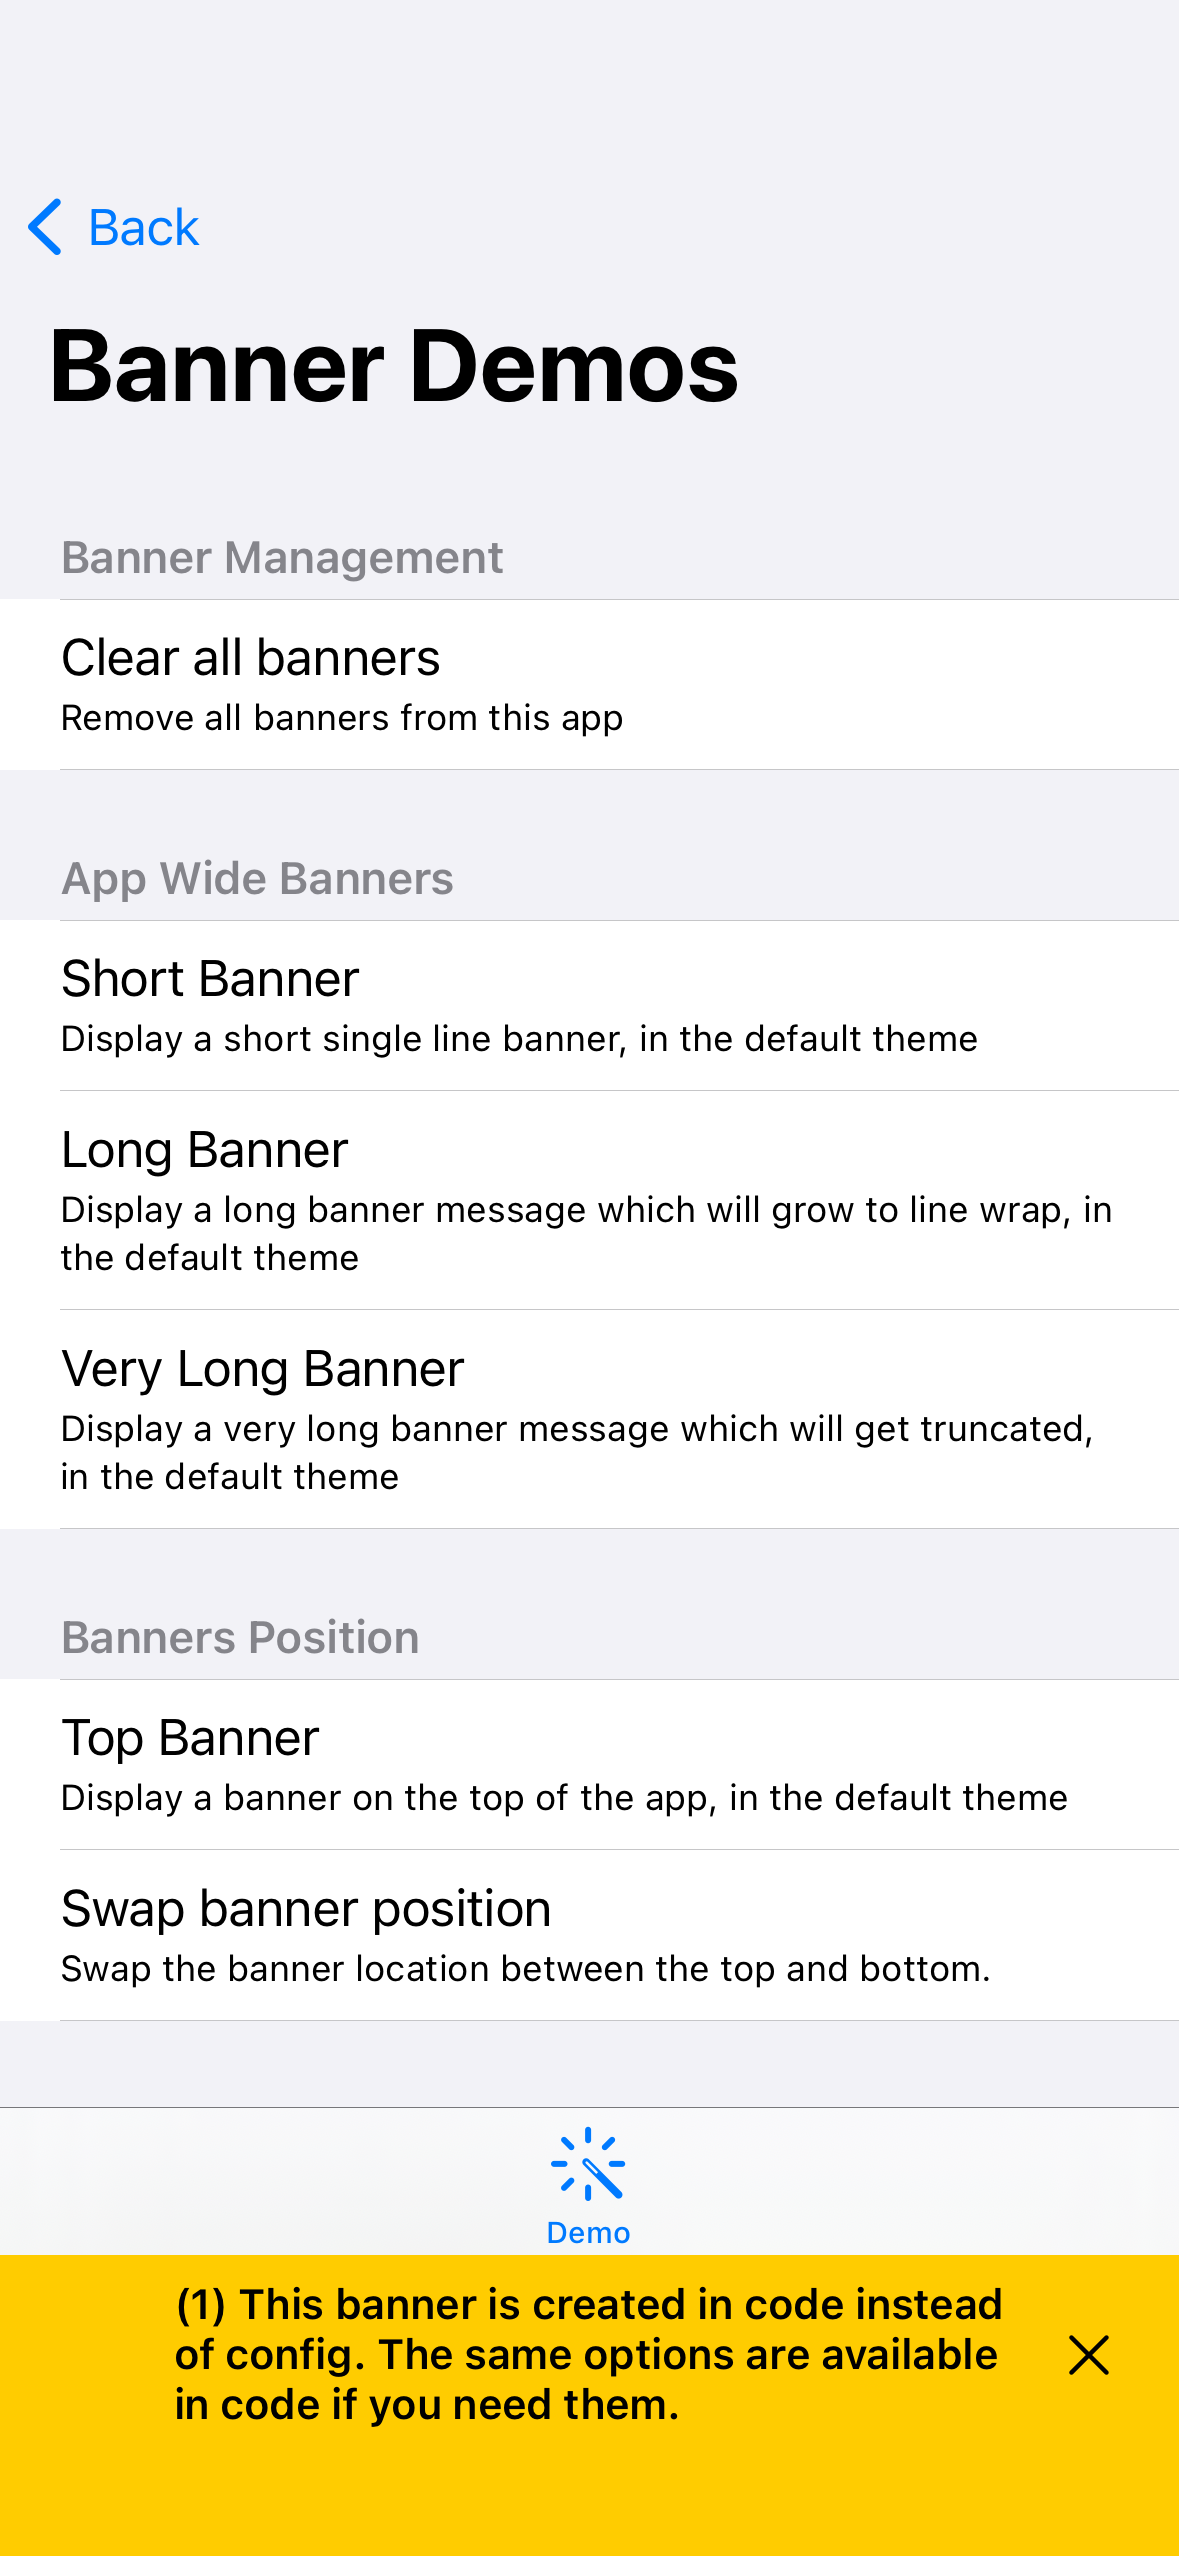 Back
Banner Demos
Banner Management
Clear all banners
Remove all banners from this app
App Wide Banners
Short Banner
Display a short single line banner, in the default theme
Long Banner
Display a long banner message which will grow to line wrap, in
the default theme
Very Long Banner
Display a very long banner message which will get truncated,
in the default theme
Banners Position
Top Banner
Display a banner on the top of the app, in the default theme
Swap banner position
Swap the banner location between the top and bottom.
Demo
(1) This banner is created in code instead
of config. The same options are available
in code if you need them.